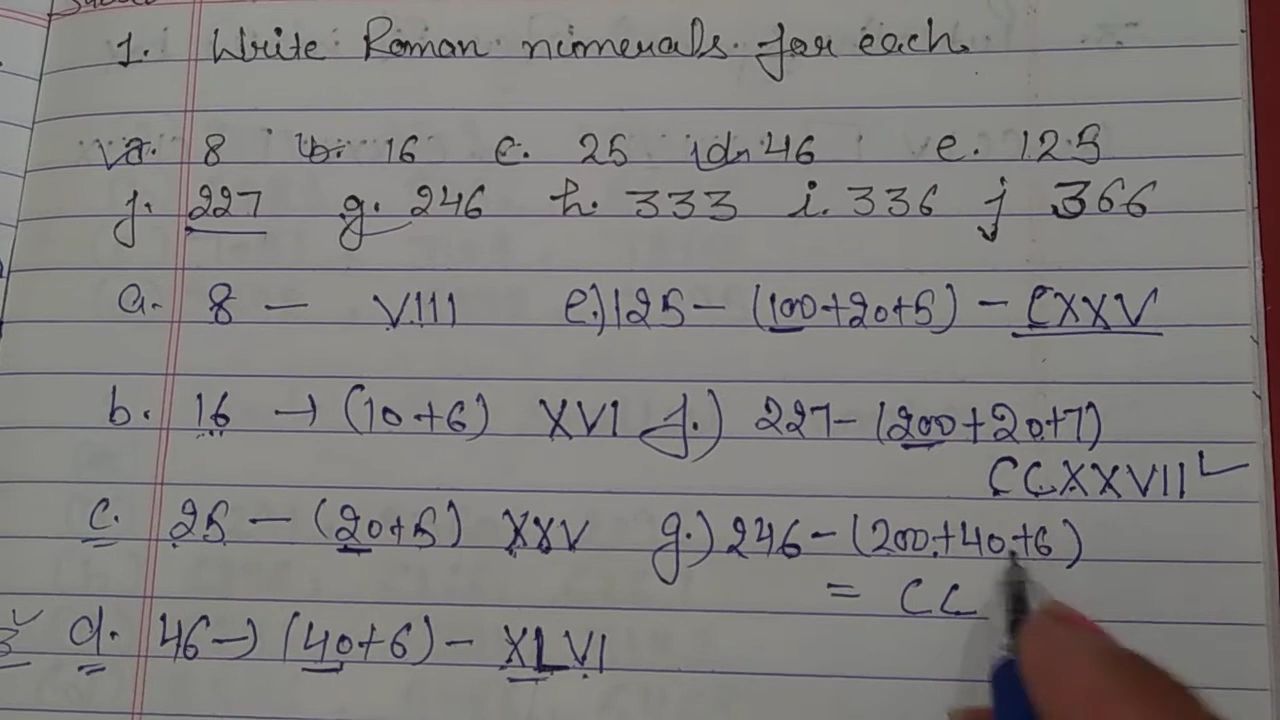 1. Write Roman numerals for each.
a. 8 b. 16 c. 25 d. 46 e. 125
f. 227 g. 246 h. 333 i. 336 j 366
a. 8 — VIII e.) 125 — (100+20+5) — CXXV
b. 16 → (10+6) XVI f.) 227 — (200+20+7)
CCXXVII
c. 25 — (20+5) XXV g.) 246 — (200+40+6)
= CC
d. 46 → (40+6) — XLVI